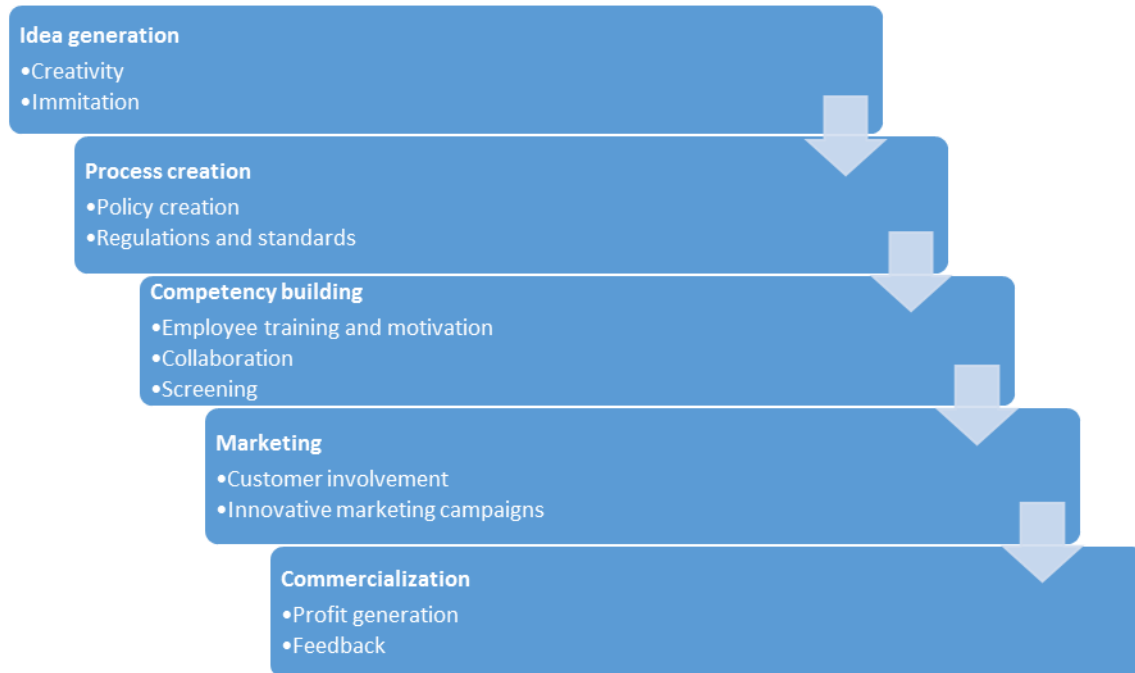 Idea generation
•Creativity
•Immitation
Process creation
•Policy creation
•Regulations and standards
Competency building
•Employee training and motivation
•Collaboration
•Screening
Marketing
•Customer involvement
•Innovative marketing campaigns
Commercialization
•Profit generation
•Feedback